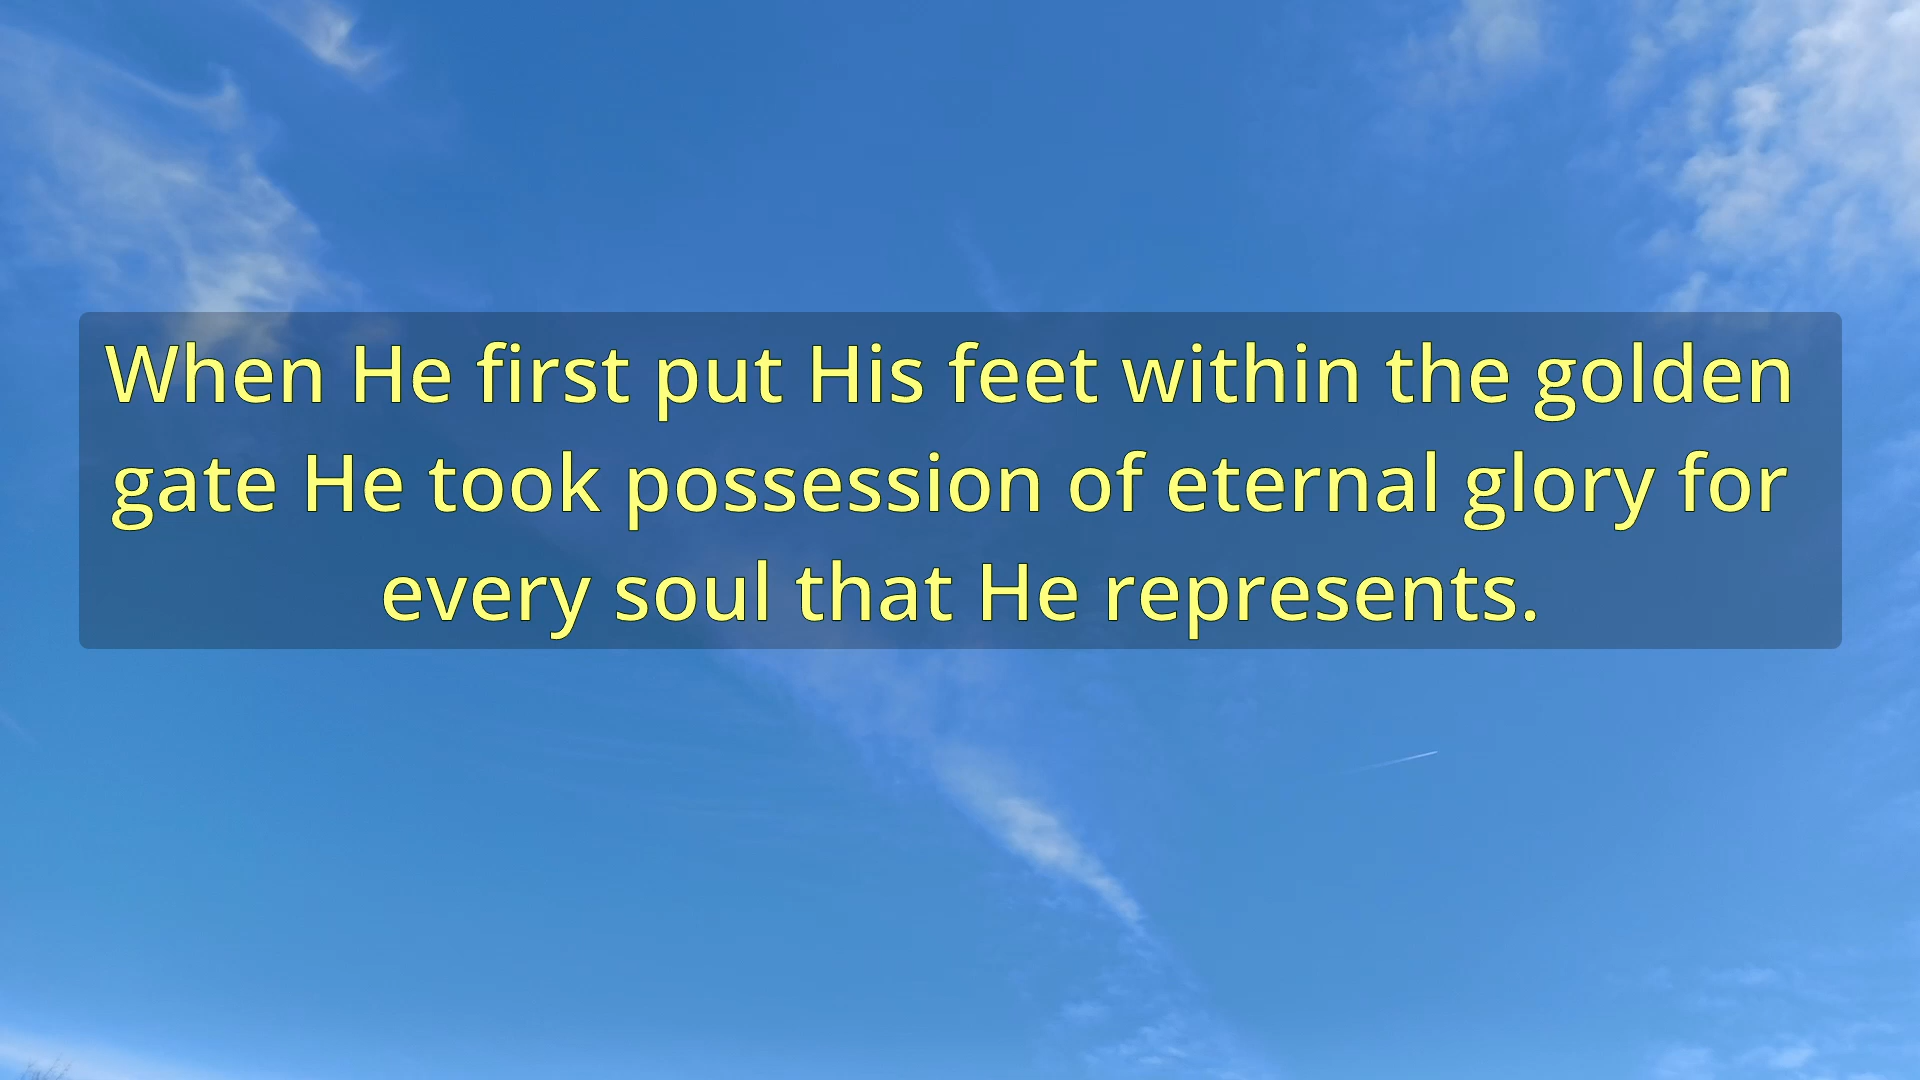 When He first put His feet within the golden
gate He took possession of eternal glory for
every soul that He represents.